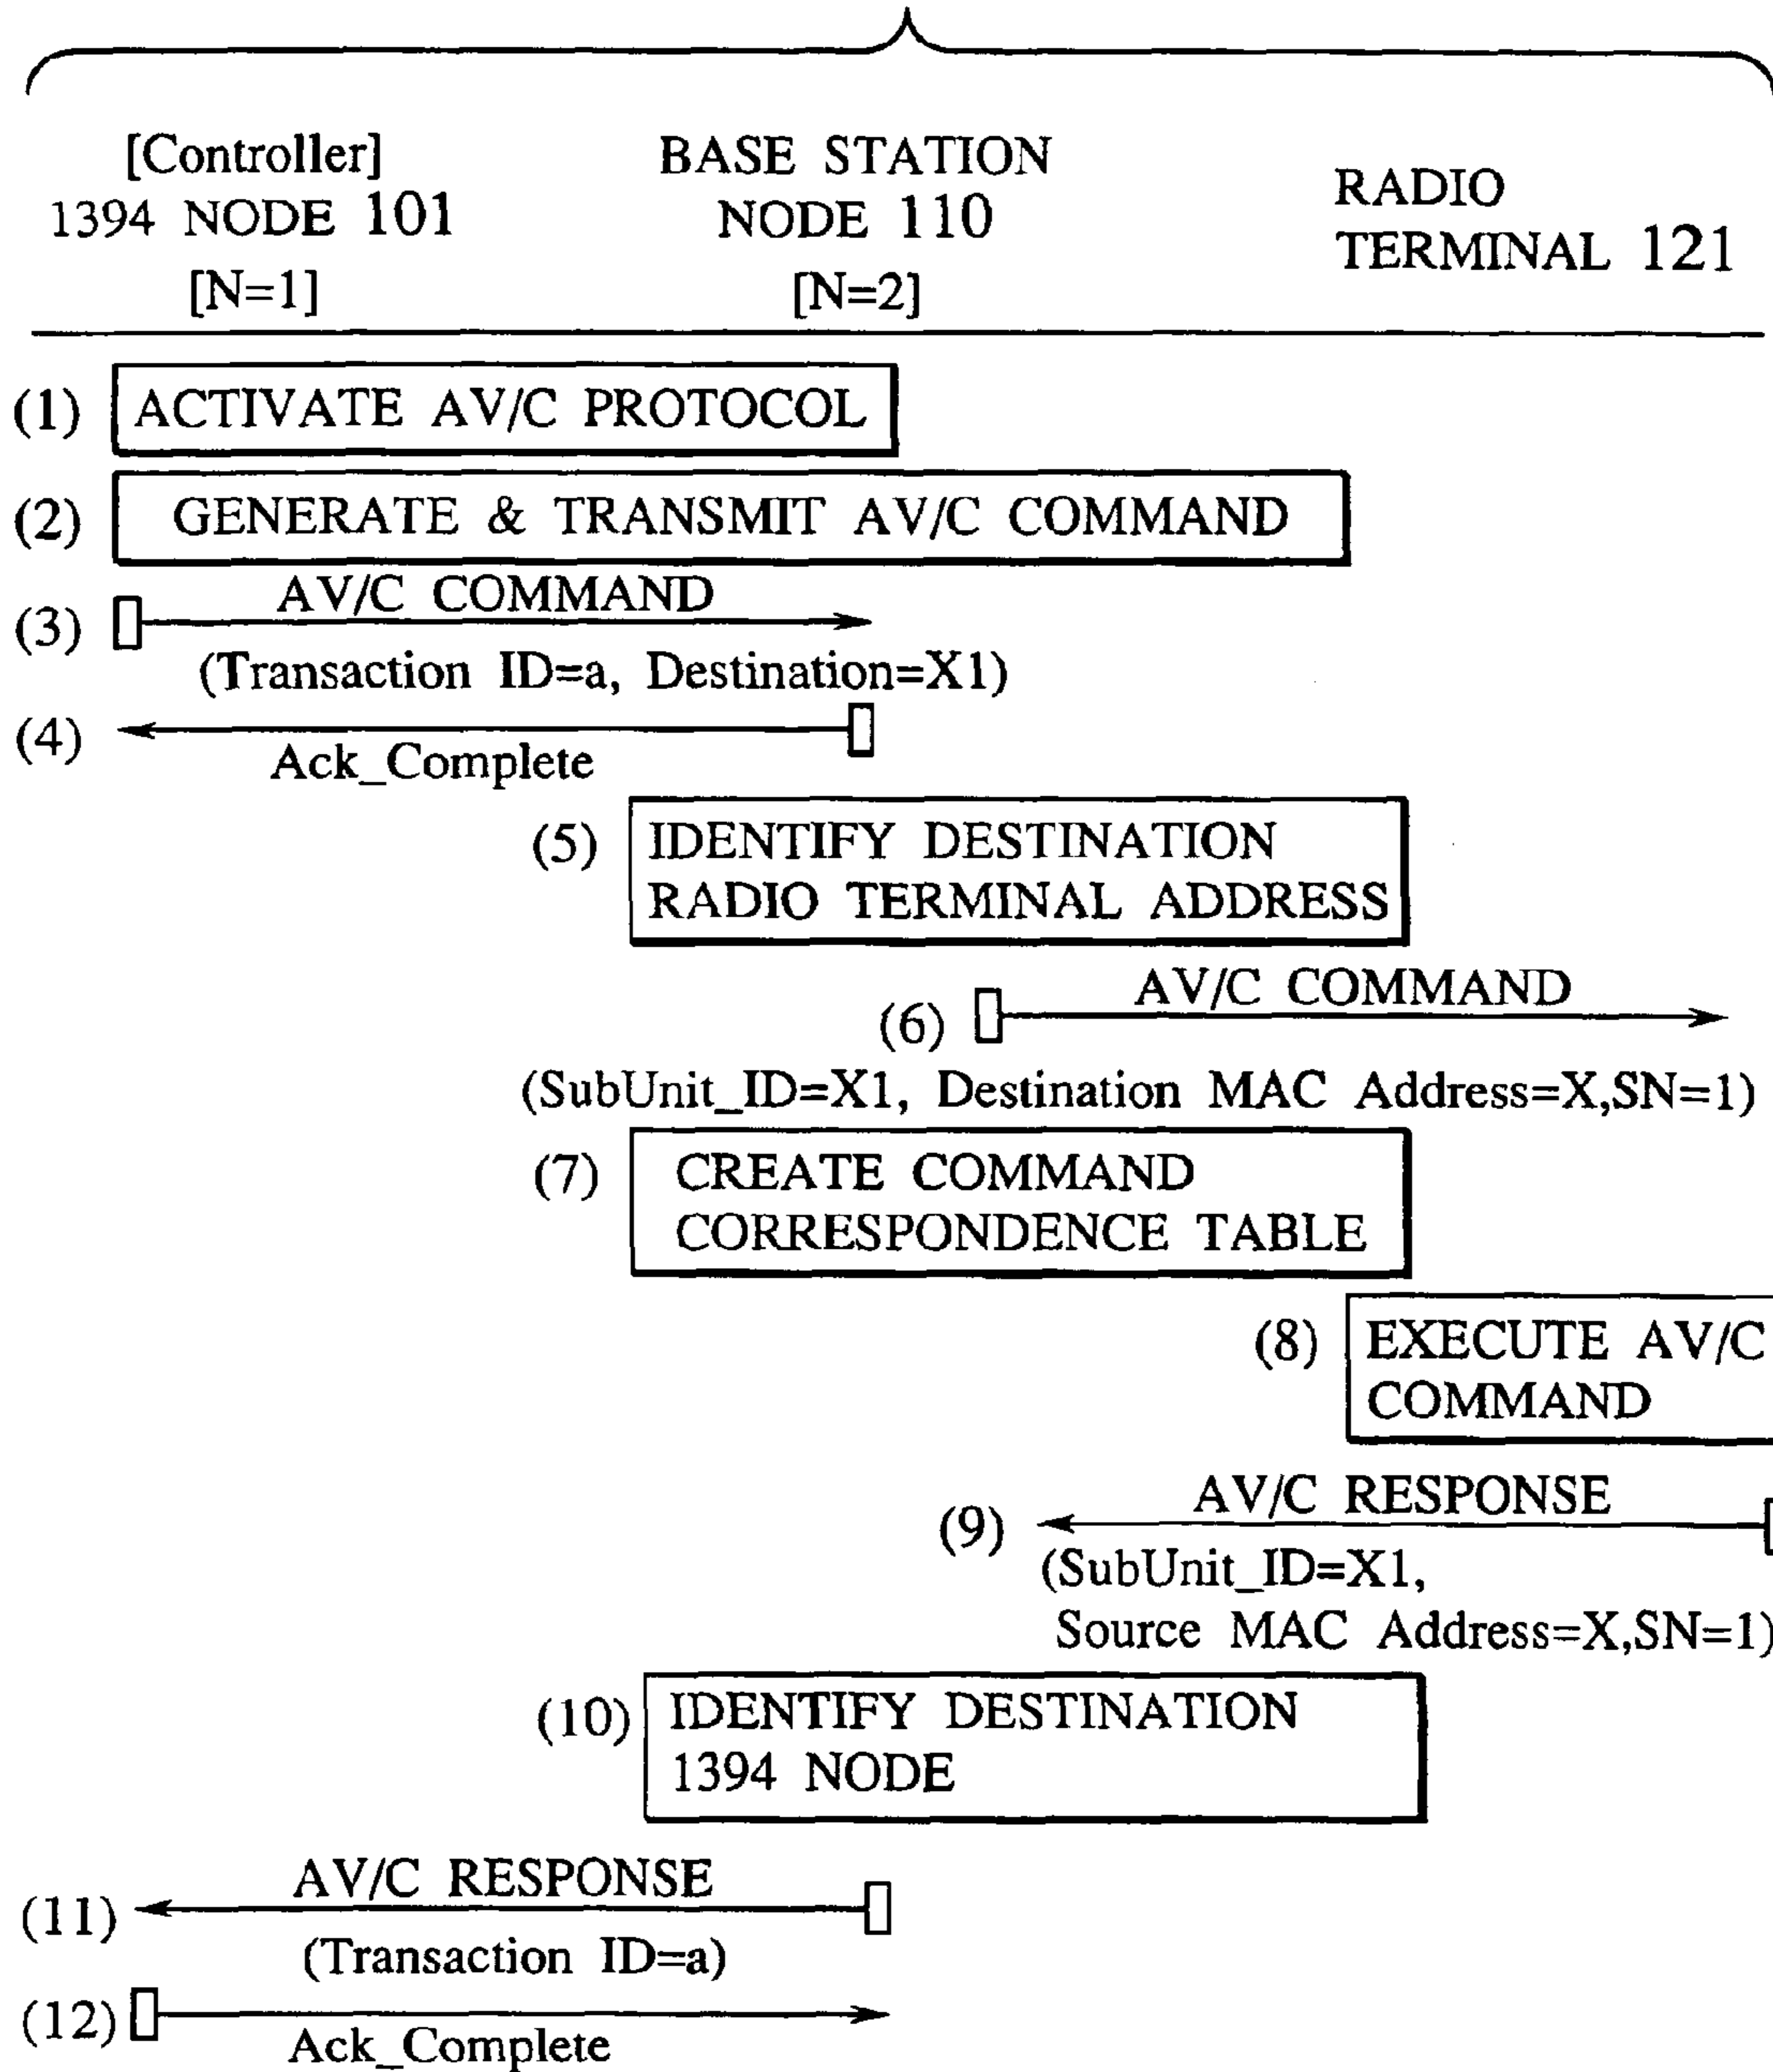 [Controller]
1394 NODE 101
[N=1]
BASE STATION
NODE 110
[N=2]
RADIO
TERMINAL 121
(1) ACTIVATE AV/C PROTOCOL
(2) GENERATE & TRANSMIT AV/C COMMAND
(3) AV/C COMMAND
(Transaction ID=a, Destination=X1)
(4) Ack_Complete
(5) IDENTIFY DESTINATION
RADIO TERMINAL ADDRESS
(6) AV/C COMMAND
(SubUnit_ID=X1, Destination MAC Address=X,SN=1)
(7) CREATE COMMAND
CORRESPONDENCE TABLE
(8) EXECUTE AV/C
COMMAND
(9) AV/C RESPONSE
(SubUnit_ID=X1,
Source MAC Address=X,SN=1)
(10) IDENTIFY DESTINATION
1394 NODE
(11) AV/C RESPONSE
(Transaction ID=a)
(12) Ack_Complete